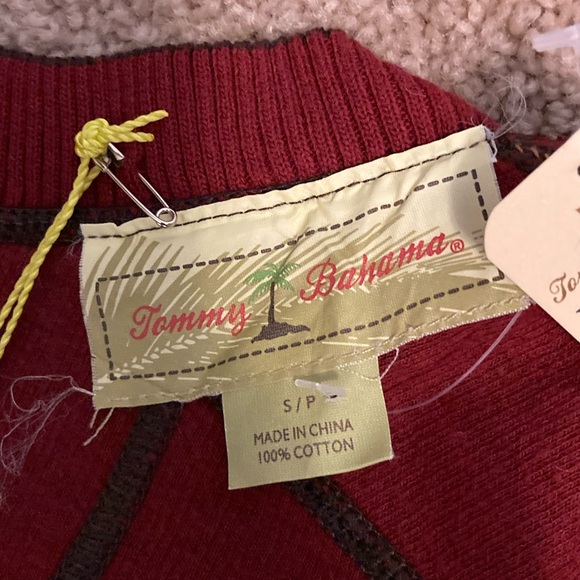 Tommy Bahama®
S / P
MADE IN CHINA
100% COTTON